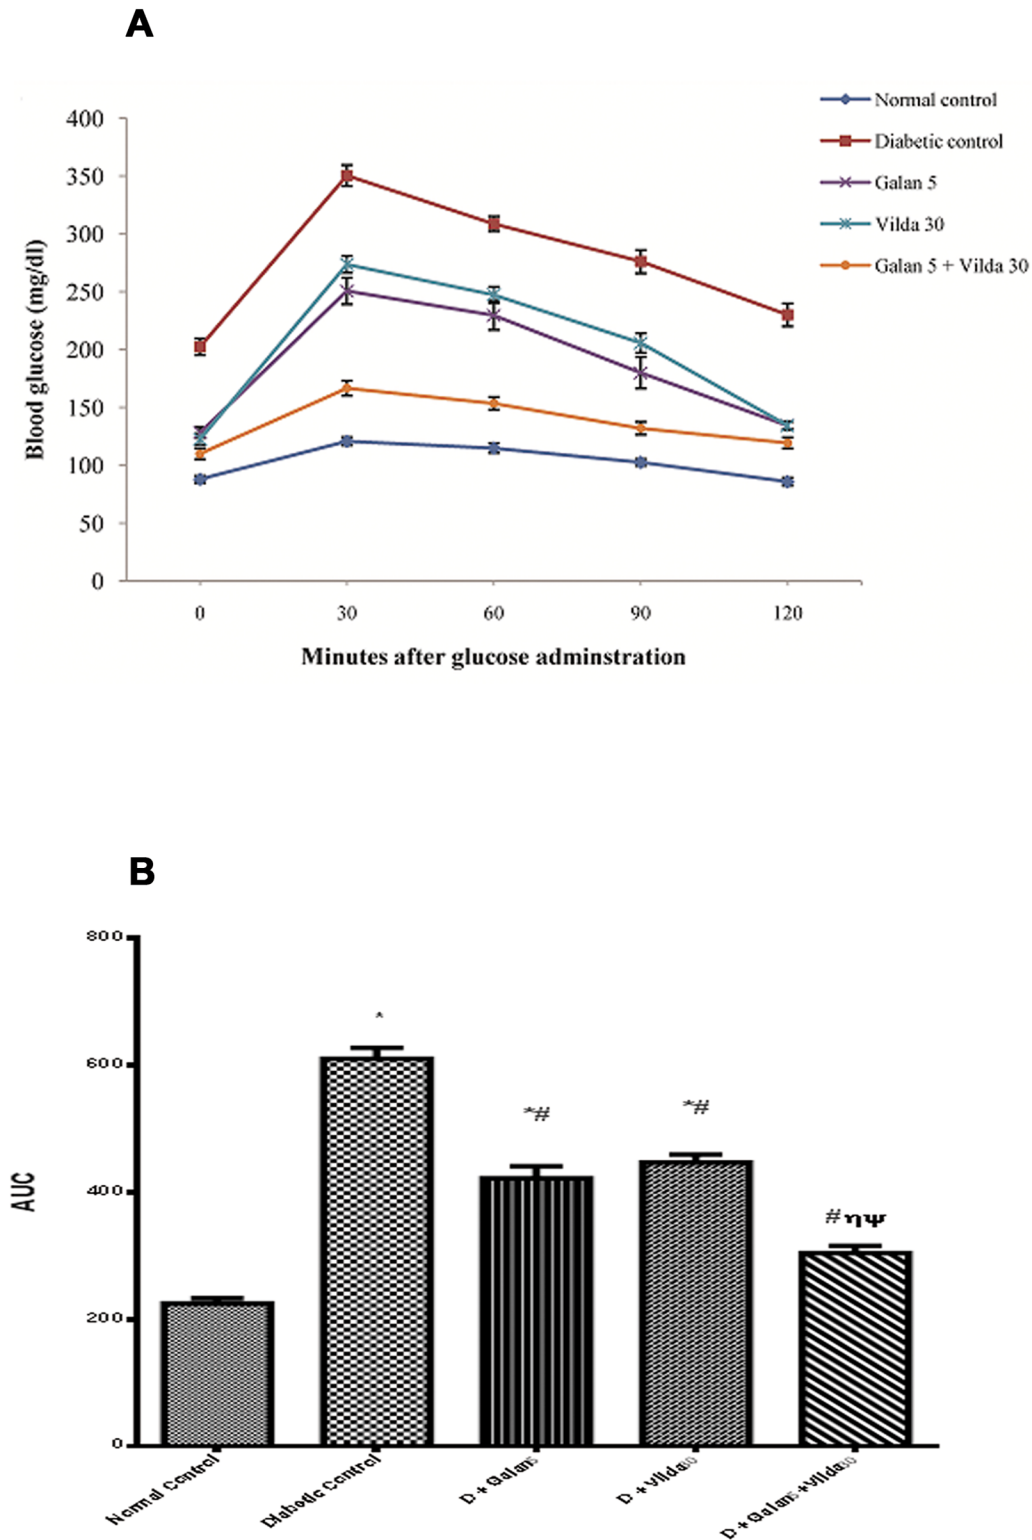 A
Normal control
Diabetic control
Galan 5
Vilda 30
Galan 5 + Vilda 30
400
350
300
250
200
150
100
50
0
Blood glucose (mg/dl)
0 30 60 90 120
Minutes after glucose adminstration
B
800
600
400
200
0
AUC
*
*#
*#
#ηψ
Normal Control
Diabetic Control
D + Galan5
D + Vilda30
D + Galan5+Vilda30